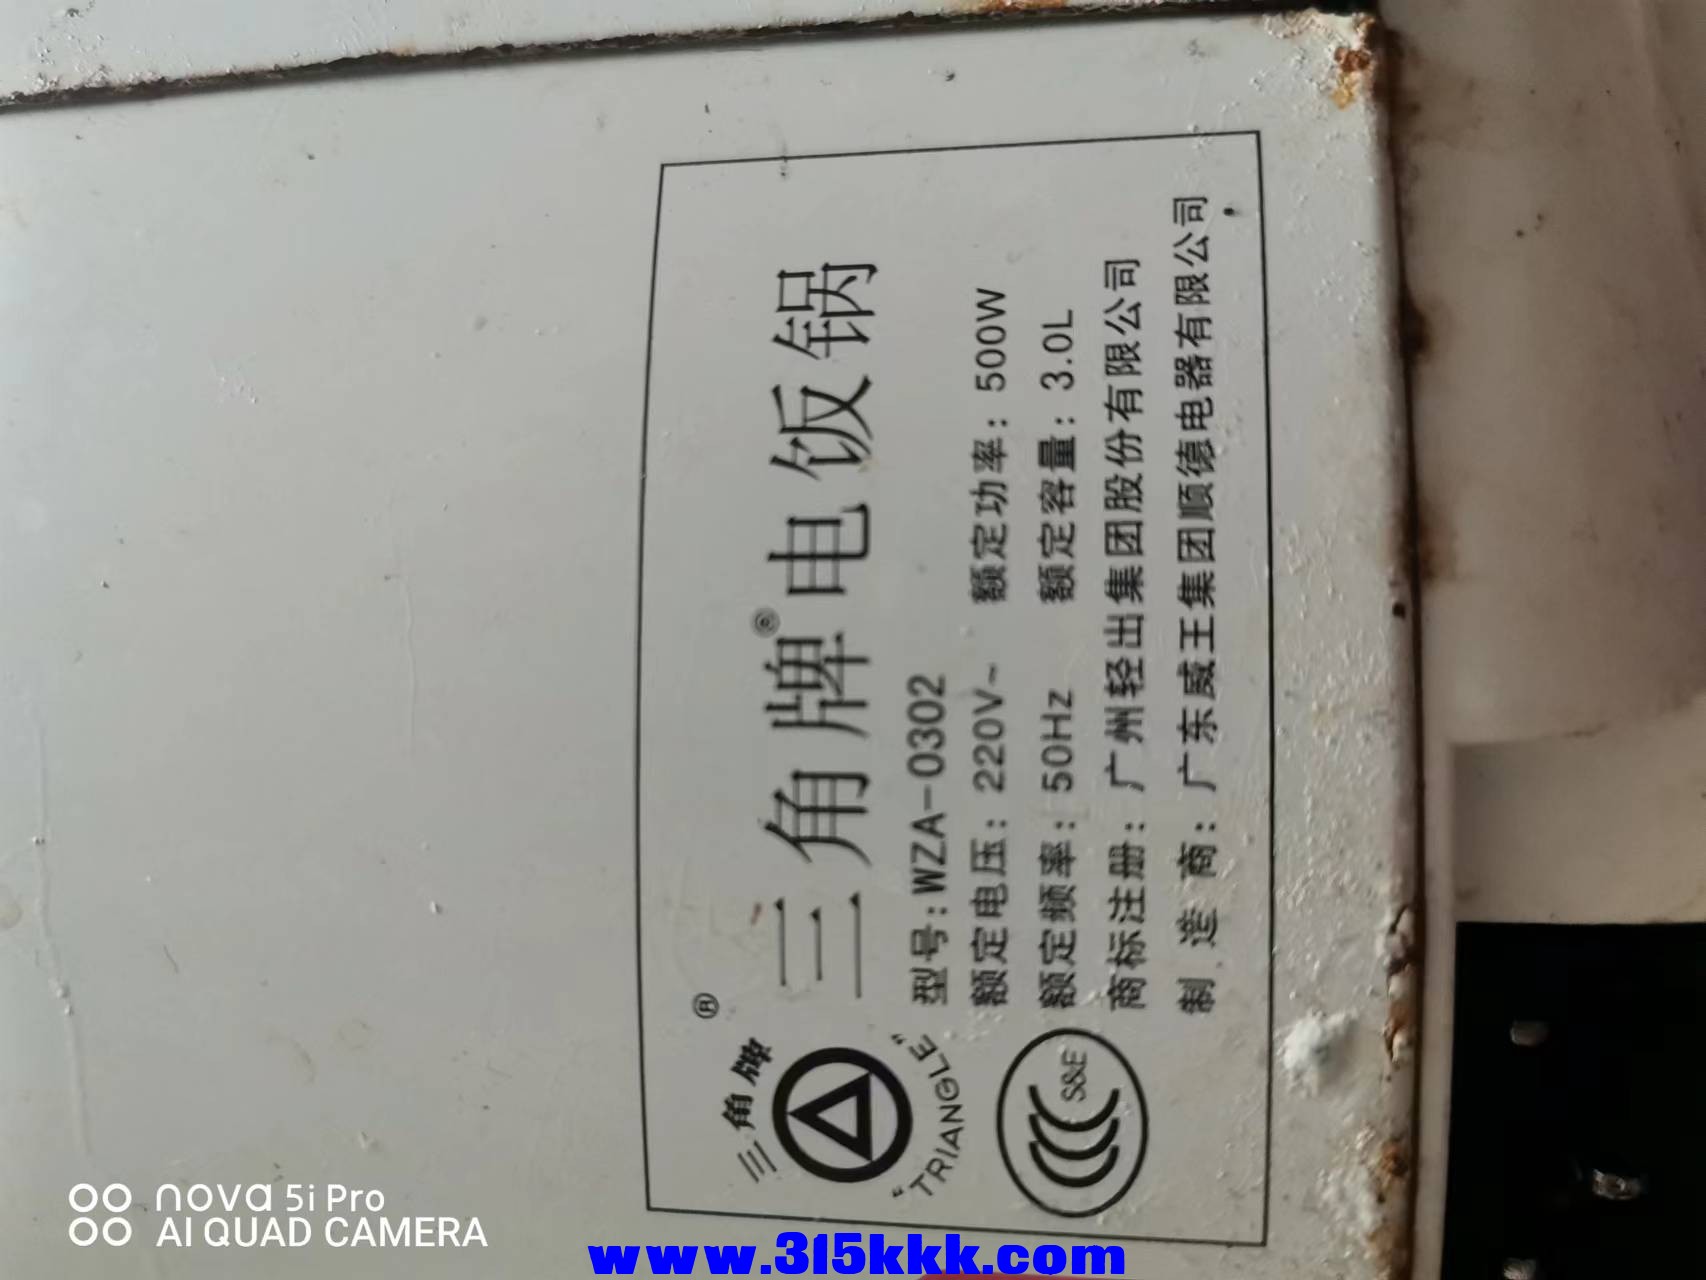 三角牌®
"TRIANGLE"
三角牌®电饭锅
型号:WZA-0302
额定电压：220V~ 额定功率：500W
额定频率：50Hz 额定容量：3.0L
商标注册：广州轻出集团股份有限公司
制 造 商：广东威王集团顺德电器有限公司
S&E
nova 5i Pro
AI QUAD CAMERA
www.315kkk.com